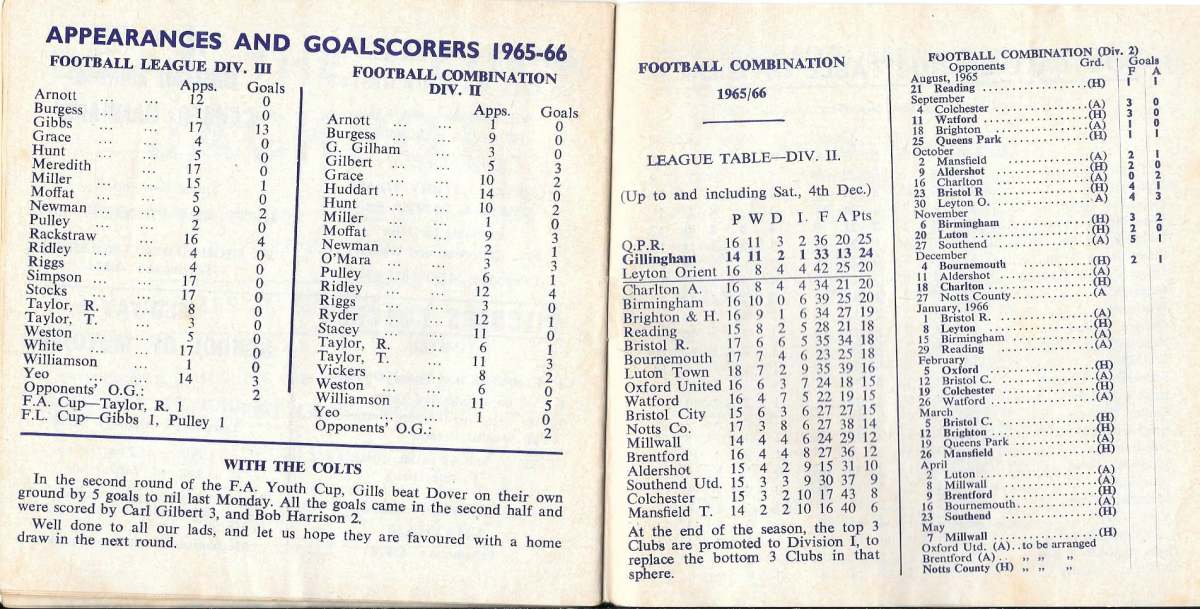 APPEARANCES AND GOALSCORERS 1965-66
FOOTBALL LEAGUE DIV. III
Apps. Goals
Arnott 12 0
Burgess 1 0
Gibbs ... ... 17 13
Grace ... ... 4 0
Hunt ... ... 5 0
Meredith ... 17 0
Miller ... ... 15 1
Moffat ... ... 5 0
Newman ... ... 9 2
Pulley ... ... 2 0
Rackstraw ... 16 4
Ridley ... ... 4 0
Riggs ... ... 4 0
Simpson ... ... 17 0
Stocks ... ... 17 0
Taylor, R. ... 8 0
Taylor, T. ... 3 0
Weston ... ... 5 0
White ... ... 17 0
Williamson ... 1 0
Yeo ... ... 14 3
Opponents' O.G.: 2
F.A. Cup—Taylor, R. 1
F.L. Cup—Gibbs 1, Pulley 1
FOOTBALL COMBINATION
DIV. II
Apps. Goals
Arnott ... 1 0
Burgess ... 9 0
G. Gilham ... 3 0
Gilbert ... 5 3
Grace ... 10 2
Huddart ... 14 0
Hunt ... 10 2
Miller ... 1 0
Moffat ... 9 3
Newman ... 2 1
O'Mara ... 3 3
Pulley ... 6 1
Ridley ... 12 4
Riggs ... 3 0
Ryder ... 12 1
Stacey ... 11 0
Taylor, R. ... 6 1
Taylor, T. ... 11 3
Vickers ... 8 2
Weston ... 6 0
Williamson ... 11 5
Yeo ... 1 0
Opponents' O.G.: 2
WITH THE COLTS
In the second round of the F.A. Youth Cup, Gills beat Dover on their own
ground by 5 goals to nil last Monday. All the goals came in the second half and
were scored by Carl Gilbert 3, and Bob Harrison 2.
Well done to all our lads, and let us hope they are favoured with a home
draw in the next round.
FOOTBALL COMBINATION
1965/66
LEAGUE TABLE—DIV. II.
(Up to and including Sat., 4th Dec.)
P W D L F A Pts
Q.P.R. 16 11 3 2 36 20 25
Gillingham 14 11 2 1 33 13 24
Leyton Orient 16 8 4 4 42 25 20
Charlton A. 16 8 4 4 34 21 20
Birmingham 16 10 0 6 39 25 20
Brighton & H. 16 9 1 6 34 27 19
Reading 15 8 2 5 28 21 18
Bristol R. 17 6 6 5 35 34 18
Bournemouth 17 7 4 6 23 25 18
Luton Town 18 7 2 9 35 39 16
Oxford United 16 6 3 7 24 18 15
Watford 16 4 7 5 22 19 15
Bristol City 15 6 3 6 27 27 15
Notts Co. 17 3 8 6 27 38 14
Millwall 14 4 4 6 24 29 12
Brentford 16 4 4 8 27 36 12
Aldershot 15 4 2 9 15 31 10
Southend Utd. 15 3 3 9 30 37 9
Colchester 15 3 2 10 17 43 8
Mansfield T. 14 2 2 10 16 40 6
At the end of the season, the top 3
Clubs are promoted to Division I, to
replace the bottom 3 Clubs in that
sphere.
FOOTBALL COMBINATION (Div. 2)
Opponents Grd. Goals
F A
August, 1965
21 Reading (H) 1 1
September
4 Colchester (A) 3 0
11 Watford (H) 3 0
18 Brighton (A) 1 0
25 Queens Park (H) 1 1
October
2 Mansfield (A) 2 1
9 Aldershot (H) 2 0
16 Charlton (A) 0 2
23 Bristol R (H) 4 1
30 Leyton O. A) 4 3
November
6 Birmingham (H) 3 2
20 Luton (H) 2 0
27 Southend (A) 5 1
December
4 Bournemouth (H) 2 1
11 Aldershot (A)
18 Charlton (H)
27 Notts County (A
January, 1966
1 Bristol R. (A)
8 Leyton (H)
15 Birmingham (A)
29 Reading (A)
February
5 Oxford (H)
12 Bristol C. (A)
19 Colchester (H)
26 Watford (A)
March
5 Bristol C. (H)
12 Brighton (H)
19 Queens Park (A)
26 Mansfield (H)
April
2 Luton (A)
8 Millwall (A)
9 Brentford (H)
16 Bournemouth (A)
23 Southend (H)
May
7 Millwall (H)
Oxford Utd. (A)..to be arranged
Brentford (A) .. ,, ,, ,,
Notts County (H) ,, ,, ,,